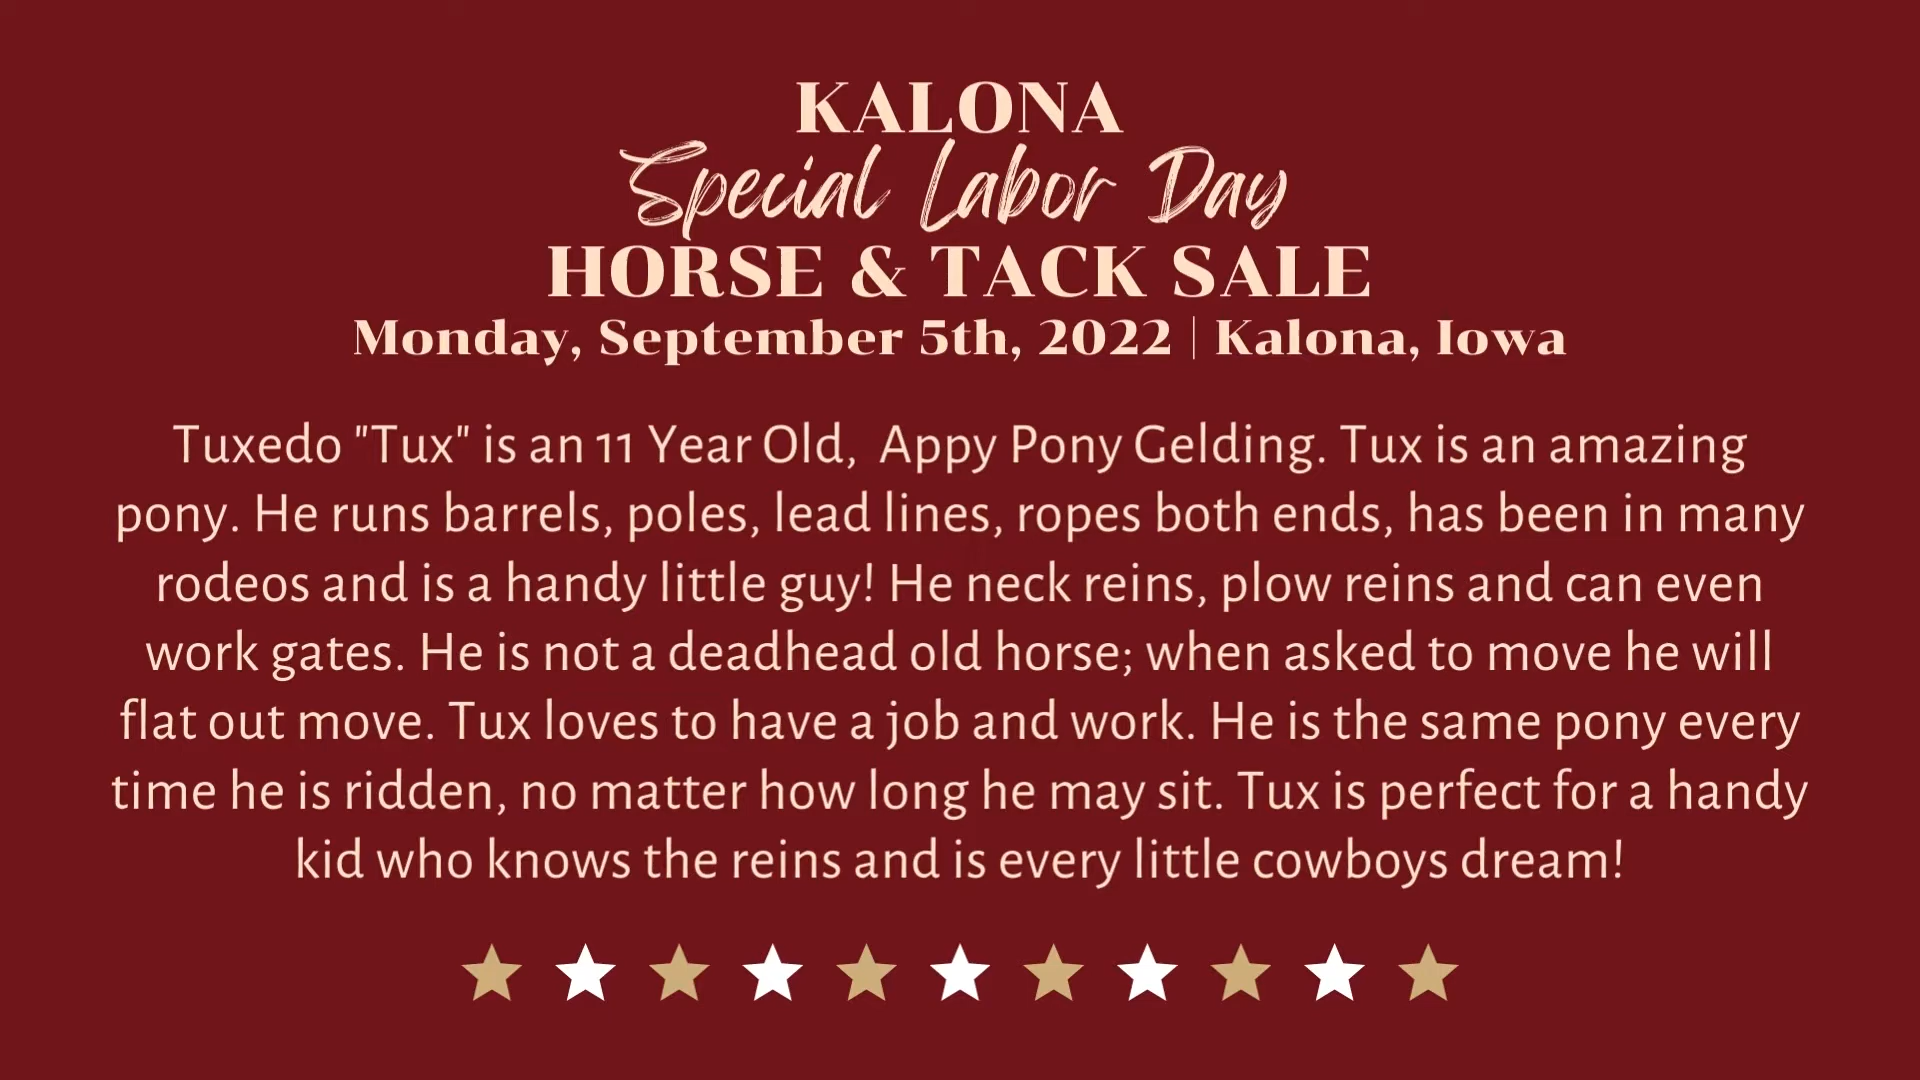 KALONA
Special Labor Day
HORSE & TACK SALE
Monday, September 5th, 2022 | Kalona, Iowa
Tuxedo "Tux" is an 11 Year Old,  Appy Pony Gelding. Tux is an amazing
pony. He runs barrels, poles, lead lines, ropes both ends, has been in many
rodeos and is a handy little guy! He neck reins, plow reins and can even
work gates. He is not a deadhead old horse; when asked to move he will
flat out move. Tux loves to have a job and work. He is the same pony every
time he is ridden, no matter how long he may sit. Tux is perfect for a handy
kid who knows the reins and is every little cowboys dream!